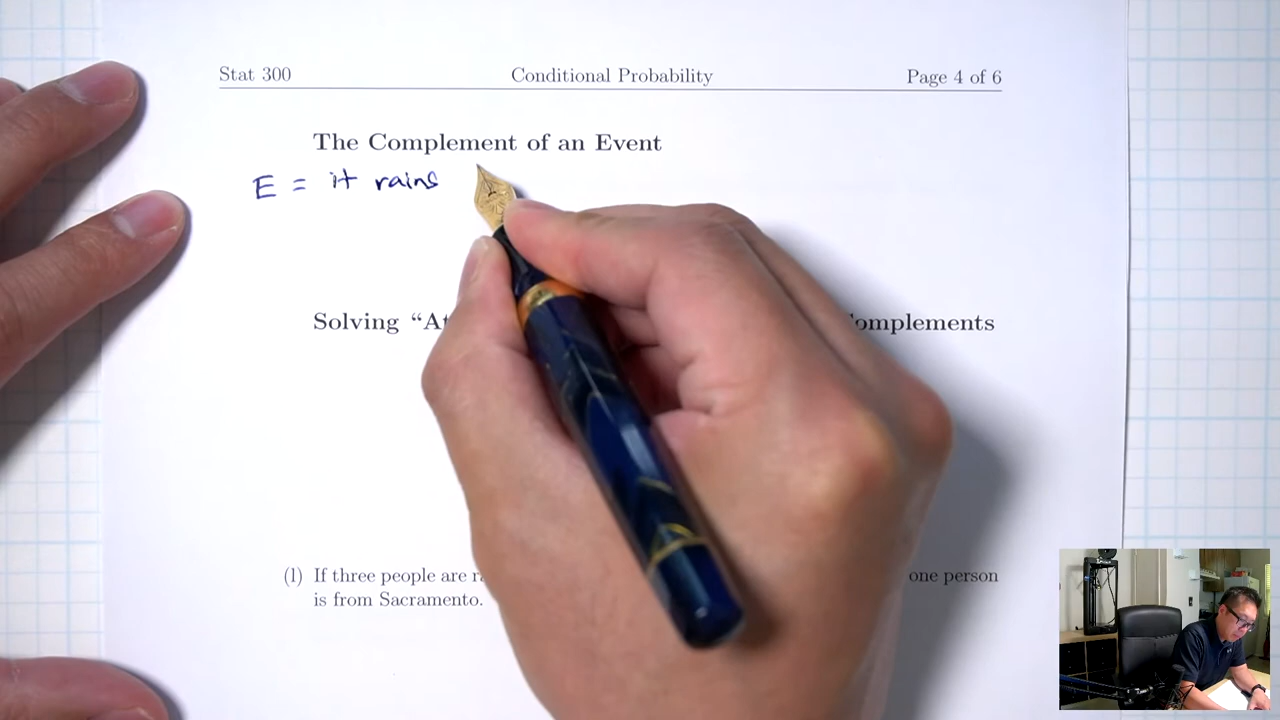 Stat 300 Conditional Probability Page 4 of 6
The Complement of an Event
E = it rains
Solving “At omplements
(l) If three people are one person
is from Sacramento.